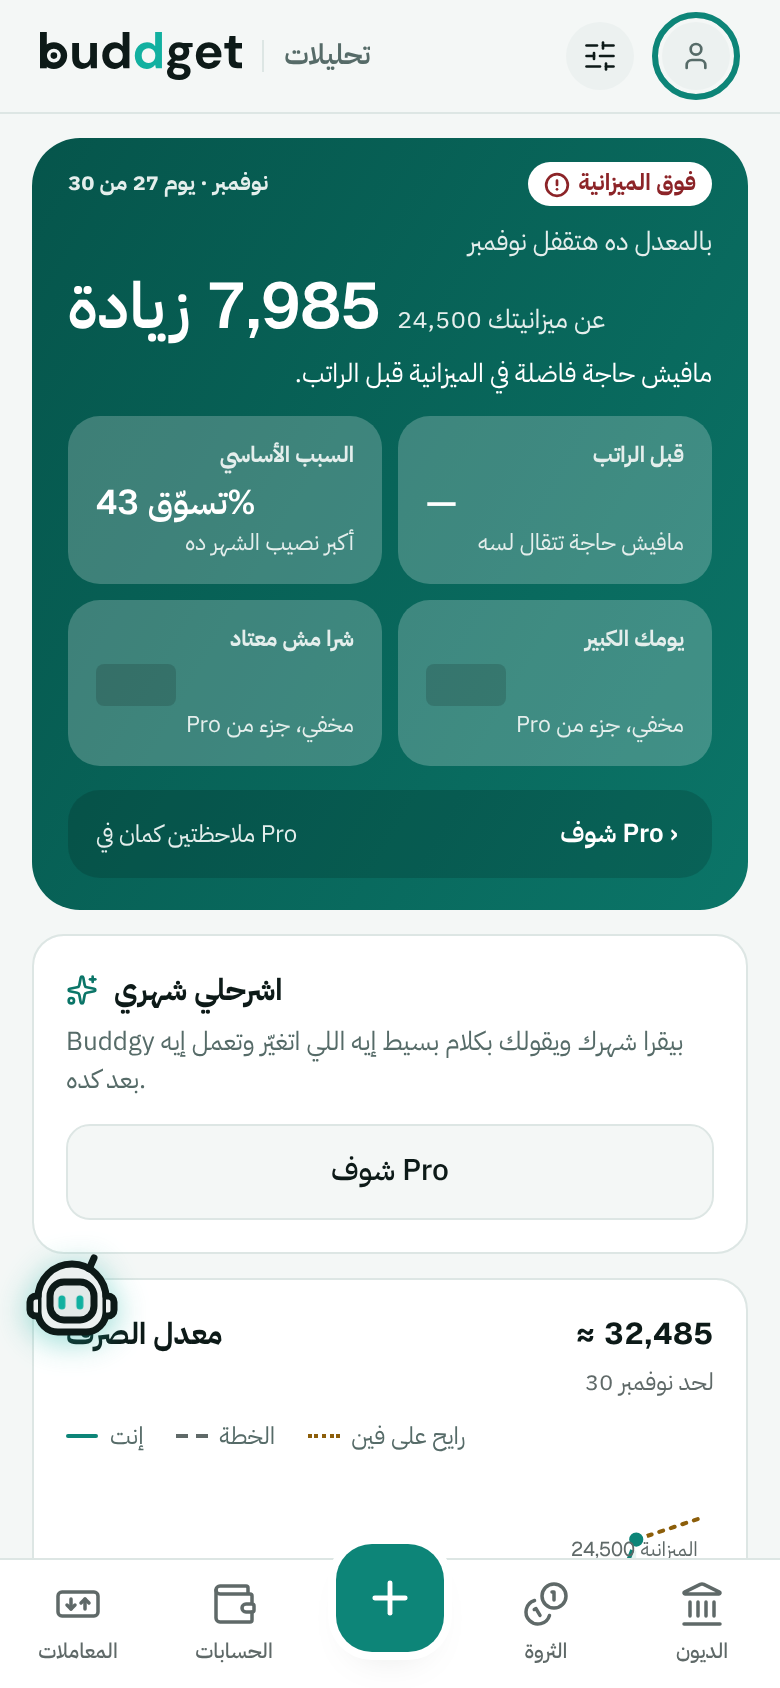 buddget
تحليلات
فوق الميزانية
نوفمبر · يوم 27 من 30
بالمعدل ده هتقفل نوفمبر
7,985 زيادة
عن ميزانيتك 24,500
مافيش حاجة فاضلة في الميزانية قبل الراتب.
قبل الراتب
—
مافيش حاجة تتقال لسه
السبب الأساسي
تسوّق 43%
أكبر نصيب الشهر ده
يومك الكبير
مخفي، جزء من Pro
شرا مش معتاد
مخفي، جزء من Pro
ملاحظتين كمان في Pro
شوف Pro ›
اشرحلي شهري
Buddgy بيقرا شهرك ويقولك بكلام بسيط إيه اللي اتغيّر وتعمل إيه
بعد كده.
شوف Pro
معدل الصرف
≈ 32,485
لحد نوفمبر 30
إنت
الخطة
رايح على فين
الميزانية 24,500
المعاملات
الحسابات
الثروة
الديون